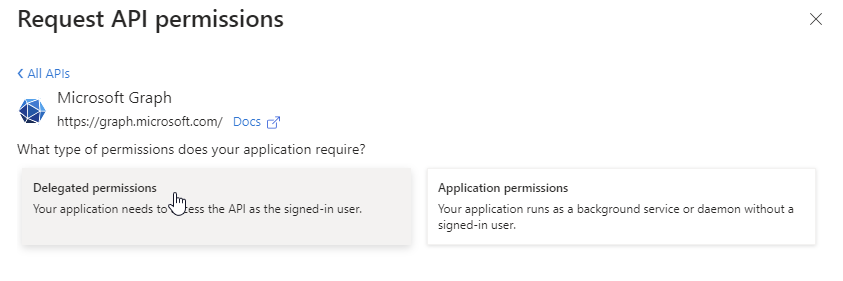 Request API permissions
All APIs
Microsoft Graph
https://graph.microsoft.com/ Docs
What type of permissions does your application require?
Delegated permissions
Your application needs to access the API as the signed-in user.
Application permissions
Your application runs as a background service or daemon without a
signed-in user.